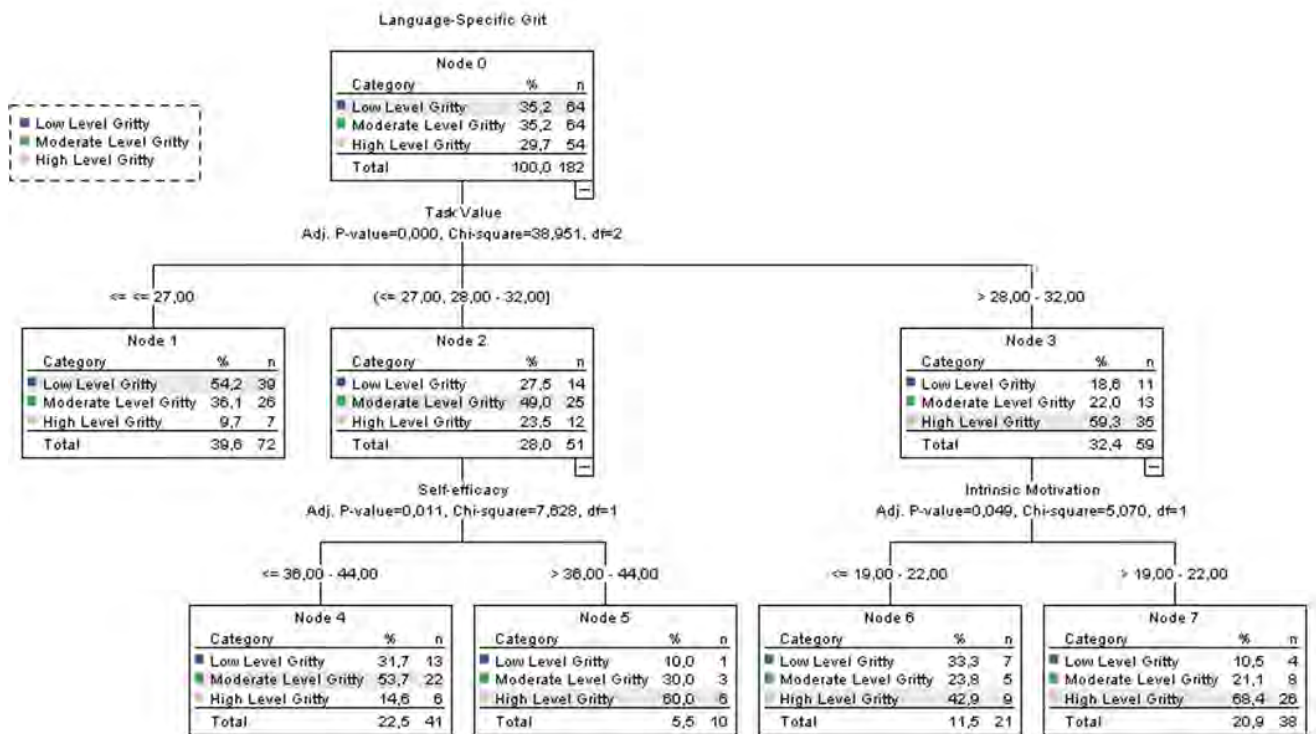 Language-Specific Grit
Low Level Gritty
Moderate Level Gritty
High Level Gritty
Node 0
Category % n
Low Level Gritty 35,2 64
Moderate Level Gritty 35,2 64
High Level Gritty 29,7 54
Total 100,0 182
Task Value
Adj. P-value=0,000, Chi-square=38,951, df=2
<= <= 27,00
(<= 27,00, 28,00 - 32,00]
> 28,00 - 32,00
Node 1
Category % n
Low Level Gritty 54,2 39
Moderate Level Gritty 36,1 26
High Level Gritty 9,7 7
Total 39,6 72
Node 2
Category % n
Low Level Gritty 27,5 14
Moderate Level Gritty 49,0 25
High Level Gritty 23,5 12
Total 28,0 51
Node 3
Category % n
Low Level Gritty 18,6 11
Moderate Level Gritty 22,0 13
High Level Gritty 59,3 35
Total 32,4 59
Self-efficacy
Adj. P-value=0,011, Chi-square=7,628, df=1
Intrinsic Motivation
Adj. P-value=0,049, Chi-square=5,070, df=1
<= 36,00 - 44,00
> 36,00 - 44,00
<= 19,00 - 22,00
> 19,00 - 22,00
Node 4
Category % n
Low Level Gritty 31,7 13
Moderate Level Gritty 53,7 22
High Level Gritty 14,6 6
Total 22,5 41
Node 5
Category % n
Low Level Gritty 10,0 1
Moderate Level Gritty 30,0 3
High Level Gritty 60,0 6
Total 5,5 10
Node 6
Category % n
Low Level Gritty 33,3 7
Moderate Level Gritty 23,8 5
High Level Gritty 42,9 9
Total 11,5 21
Node 7
Category % n
Low Level Gritty 10,5 4
Moderate Level Gritty 21,1 8
High Level Gritty 68,4 26
Total 20,9 38